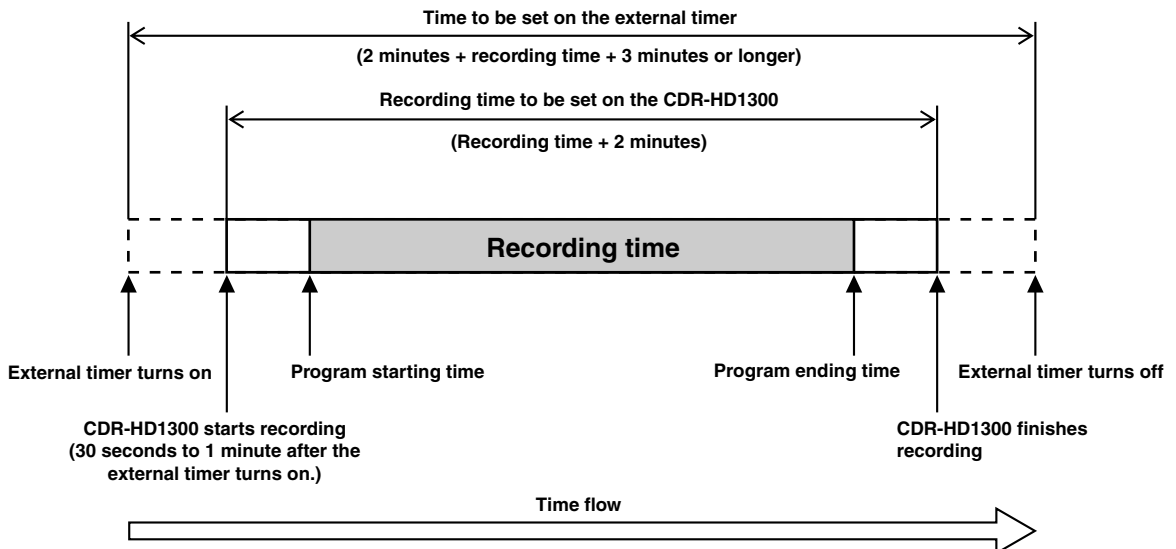 Time to be set on the external timer
(2 minutes + recording time + 3 minutes or longer)
Recording time to be set on the CDR-HD1300
(Recording time + 2 minutes)
Recording time
External timer turns on
Program starting time
Program ending time
External timer turns off
CDR-HD1300 starts recording
(30 seconds to 1 minute after the
external timer turns on.)
CDR-HD1300 finishes
recording
Time flow